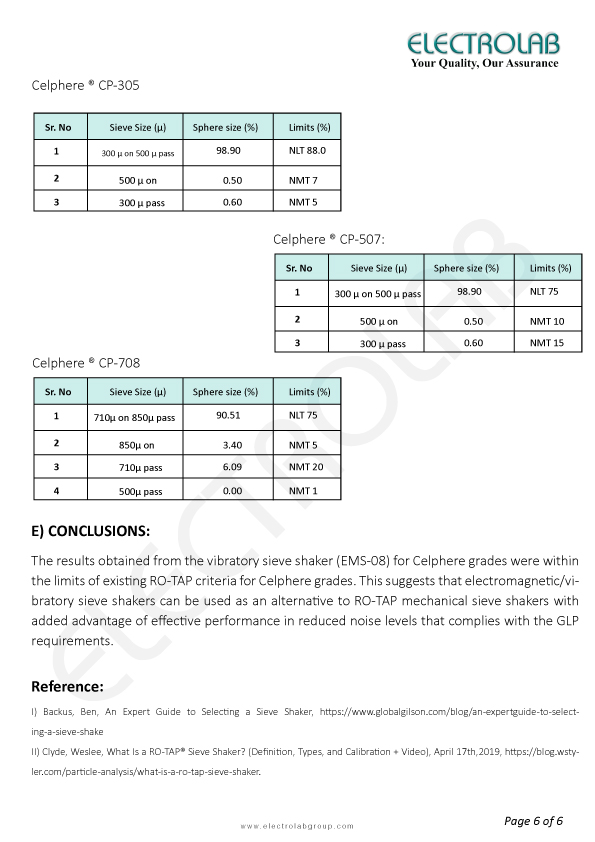 ELECTROLAB
Your Quality, Our Assurance
Celphere ® CP-305
Sr. No Sieve Size (μ) Sphere size (%) Limits (%)
1 300 μ on 500 μ pass 98.90 NLT 88.0
2 500 μ on 0.50 NMT 7
3 300 μ pass 0.60 NMT 5
Celphere ® CP-507:
Sr. No Sieve Size (μ) Sphere size (%) Limits (%)
1 300 μ on 500 μ pass 98.90 NLT 75
2 500 μ on 0.50 NMT 10
3 300 μ pass 0.60 NMT 15
Celphere ® CP-708
Sr. No Sieve Size (μ) Sphere size (%) Limits (%)
1 710μ on 850μ pass 90.51 NLT 75
2 850μ on 3.40 NMT 5
3 710μ pass 6.09 NMT 20
4 500μ pass 0.00 NMT 1
ELECTROLAB
E) CONCLUSIONS:
The results obtained from the vibratory sieve shaker (EMS-08) for Celphere grades were within
the limits of existing RO-TAP criteria for Celphere grades. This suggests that electromagnetic/vi-
bratory sieve shakers can be used as an alternative to RO-TAP mechanical sieve shakers with
added advantage of effective performance in reduced noise levels that complies with the GLP
requirements.
Reference:
I) Backus, Ben, An Expert Guide to Selecting a Sieve Shaker, https://www.globalgilson.com/blog/an-expertguide-to-select-
ing-a-sieve-shake
II) Clyde, Weslee, What Is a RO-TAP® Sieve Shaker? (Definition, Types, and Calibration + Video), April 17th,2019, https://blog.wsty-
ler.com/particle-analysis/what-is-a-ro-tap-sieve-shaker.
www.electrolabgroup.com
Page 6 of 6